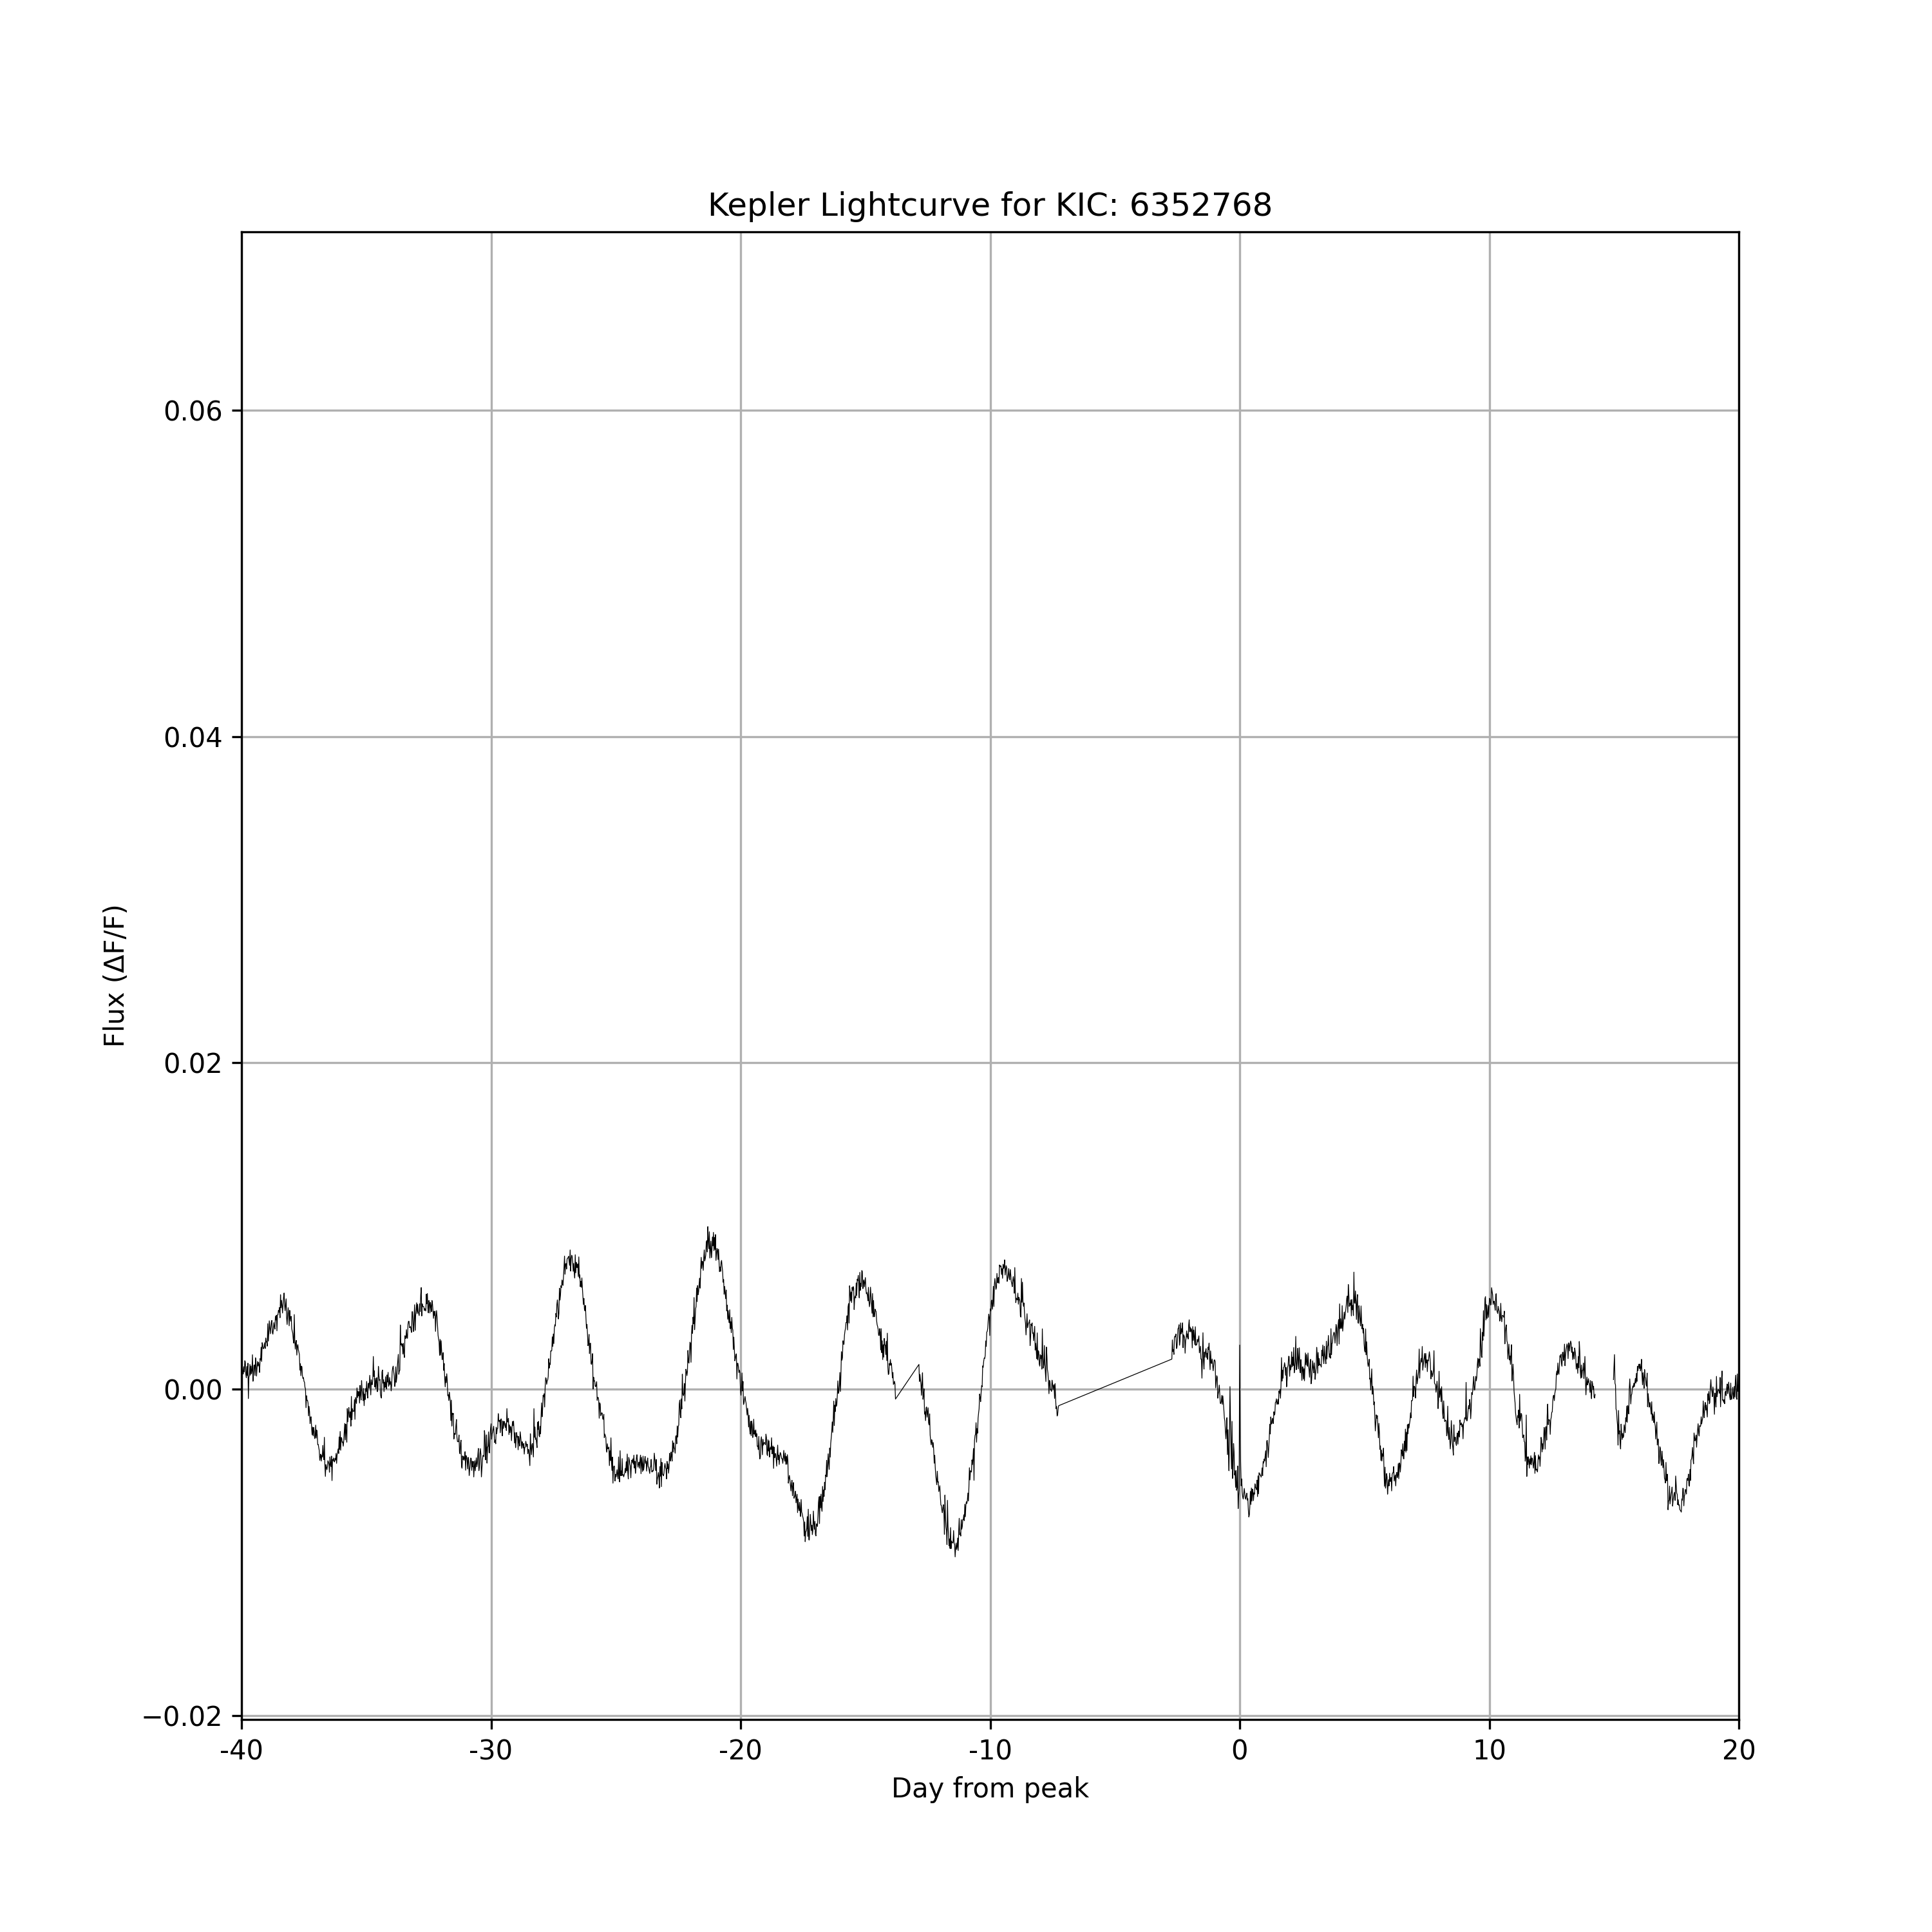 Kepler Lightcurve for KIC: 6352768
0.06
0.04
0.02
0.00
−0.02
Flux (ΔF/F)
-40 -30 -20 -10 0 10 20
Day from peak